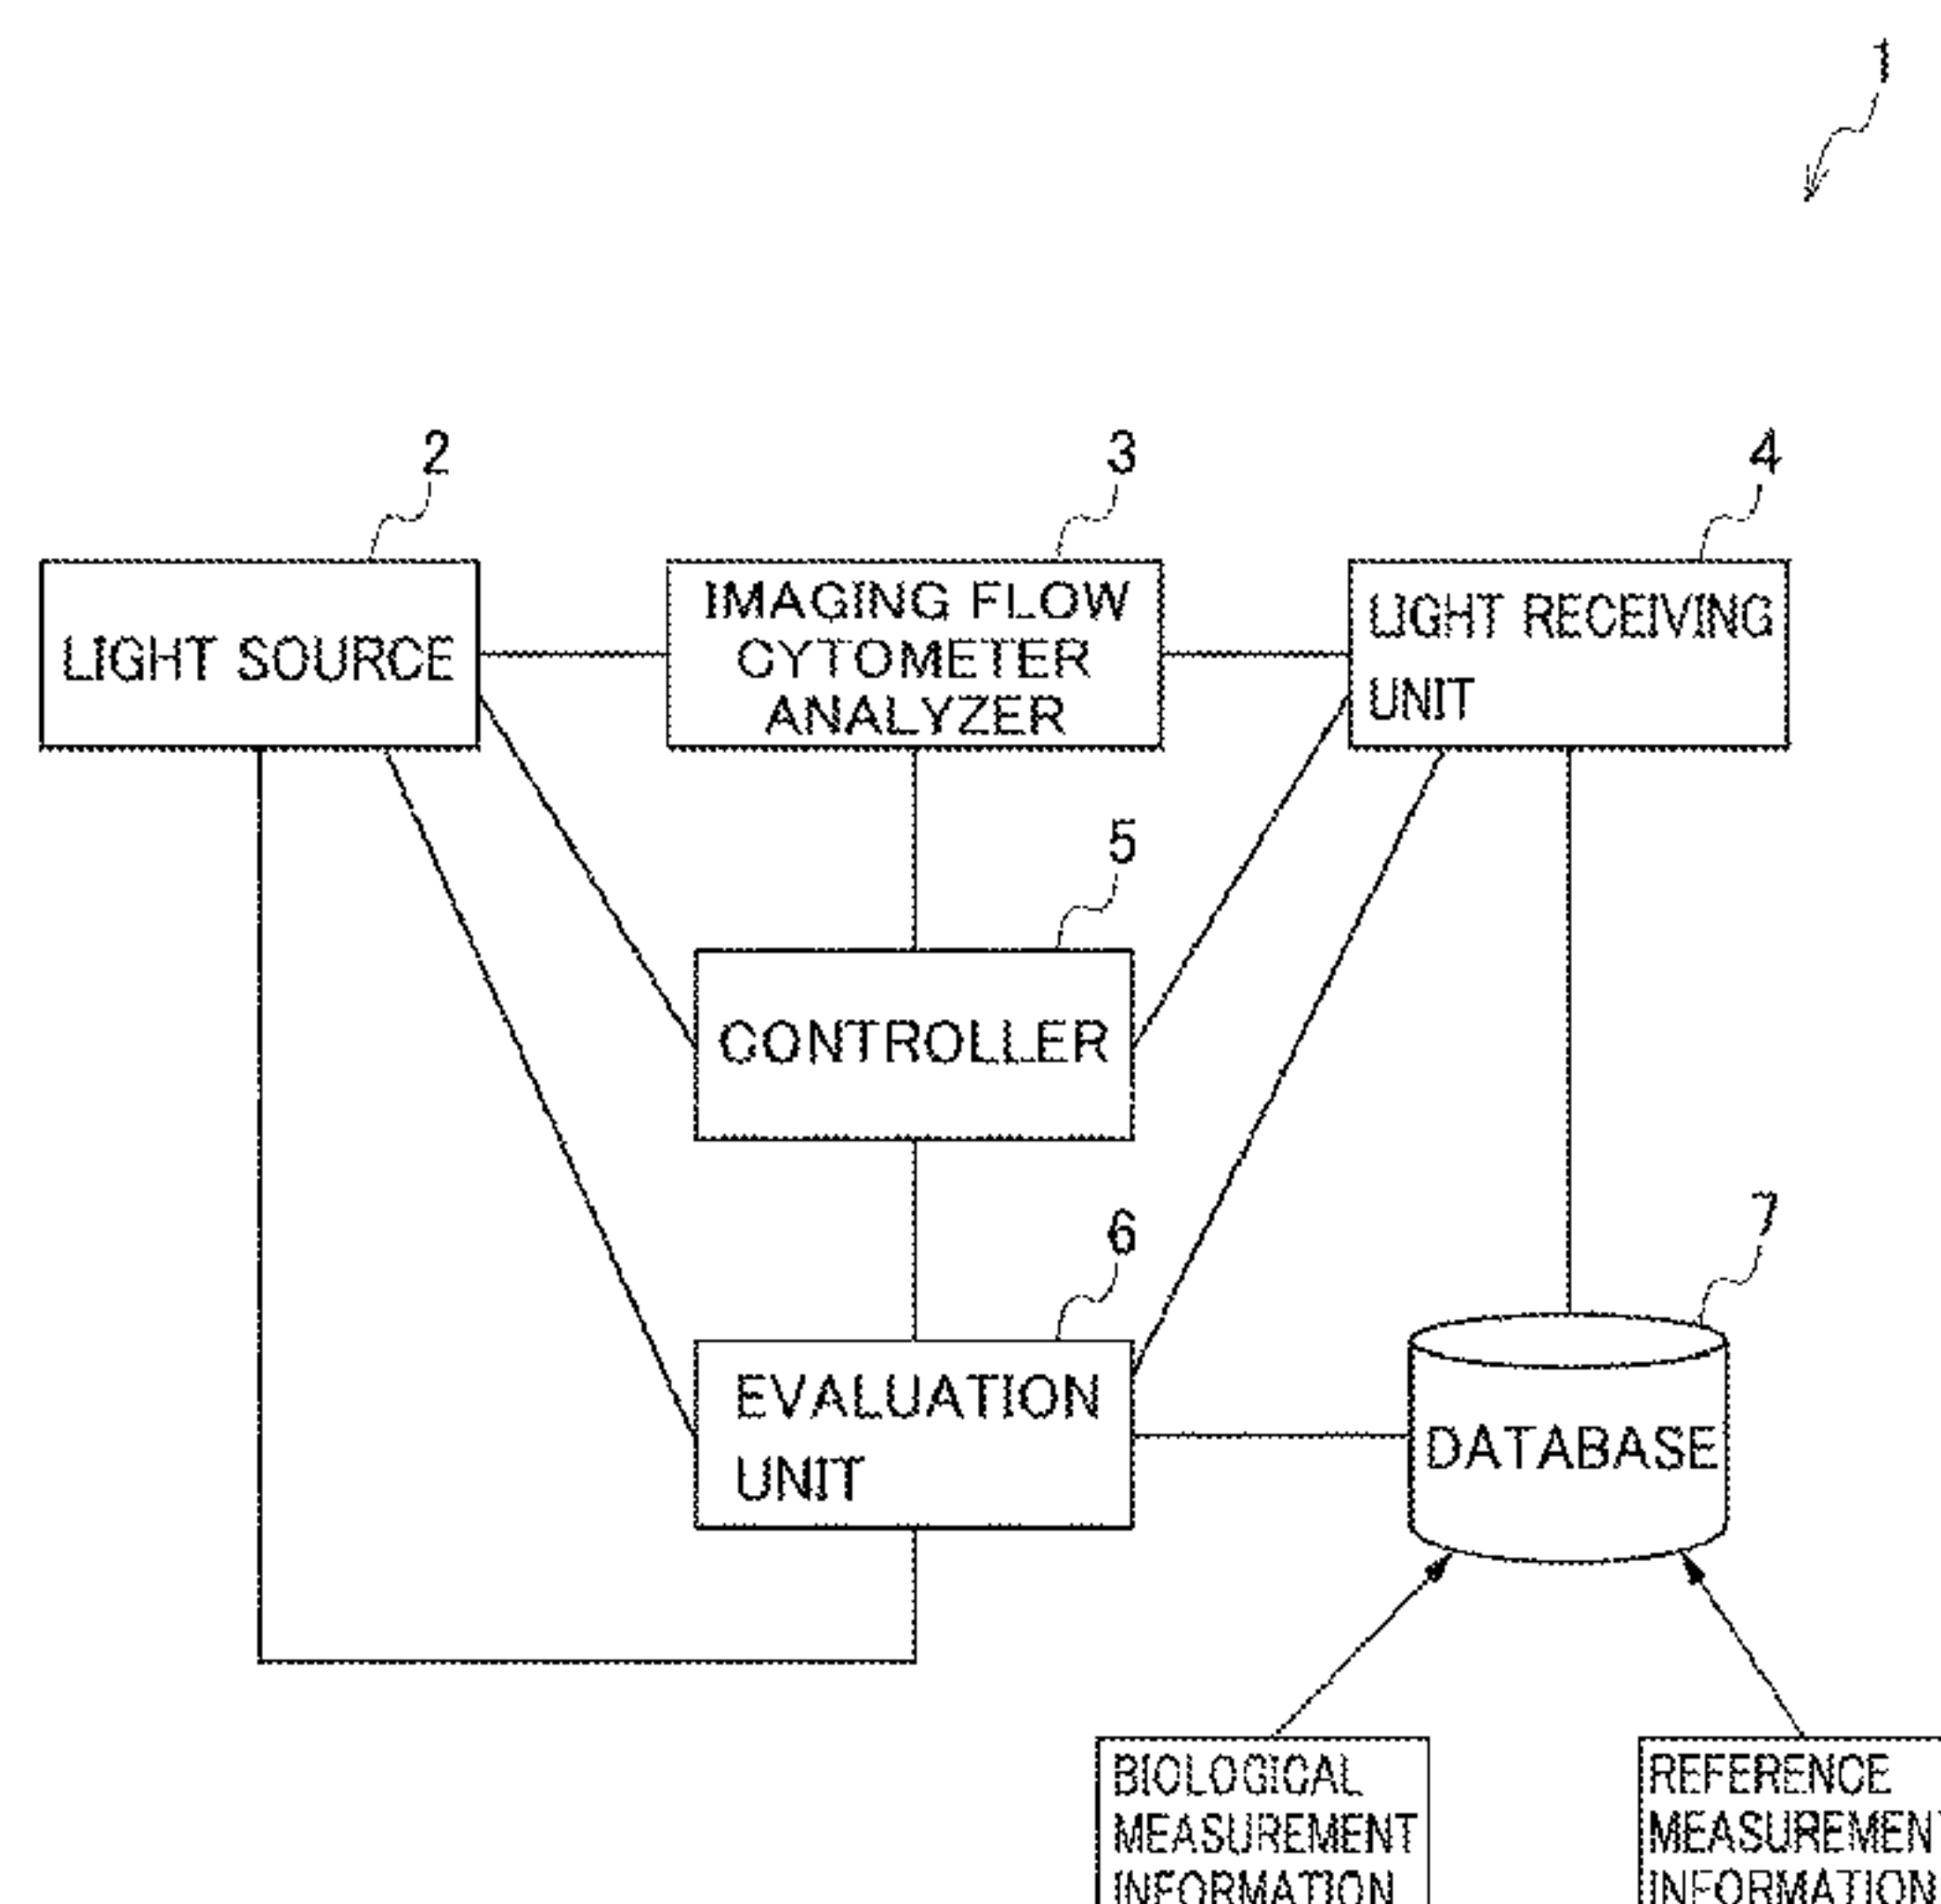 1
2
3
4
LIGHT SOURCE
IMAGING FLOW
CYTOMETER
ANALYZER
LIGHT RECEIVING
UNIT
5
CONTROLLER
6
7
EVALUATION
UNIT
DATABASE
BIOLOGICAL
MEASUREMENT
INFORMATION
REFERENCE
MEASUREMENT
INFORMATION